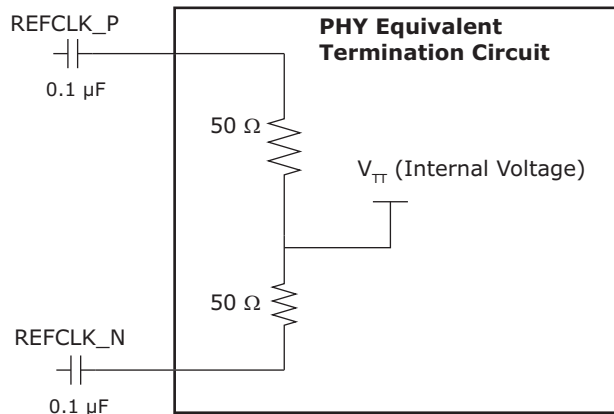 REFCLK_P
0.1 μF
PHY Equivalent
Termination Circuit
50 Ω
V_TT (Internal Voltage)
50 Ω
REFCLK_N
0.1 μF